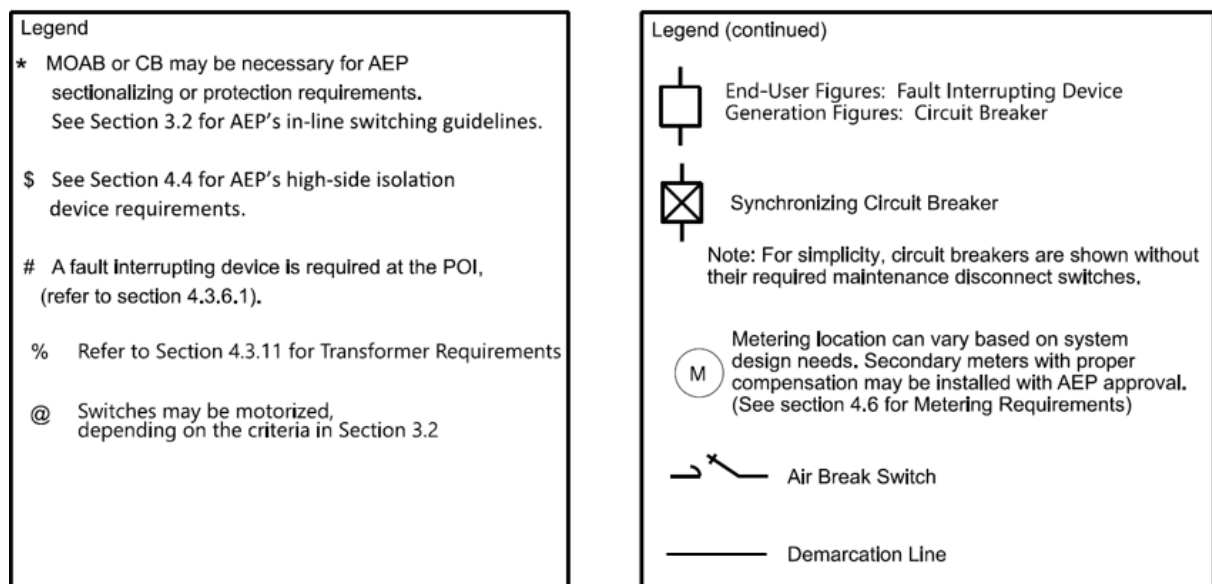 Legend
* MOAB or CB may be necessary for AEP
sectionalizing or protection requirements.
See Section 3.2 for AEP's in-line switching guidelines.
$ See Section 4.4 for AEP's high-side isolation
device requirements.
# A fault interrupting device is required at the POI,
(refer to section 4.3.6.1).
% Refer to Section 4.3.11 for Transformer Requirements
@ Switches may be motorized,
depending on the criteria in Section 3.2
Legend (continued)
End-User Figures: Fault Interrupting Device
Generation Figures: Circuit Breaker
Synchronizing Circuit Breaker
Note: For simplicity, circuit breakers are shown without
their required maintenance disconnect switches.
Metering location can vary based on system
design needs. Secondary meters with proper
M compensation may be installed with AEP approval.
(See section 4.6 for Metering Requirements)
Air Break Switch
Demarcation Line